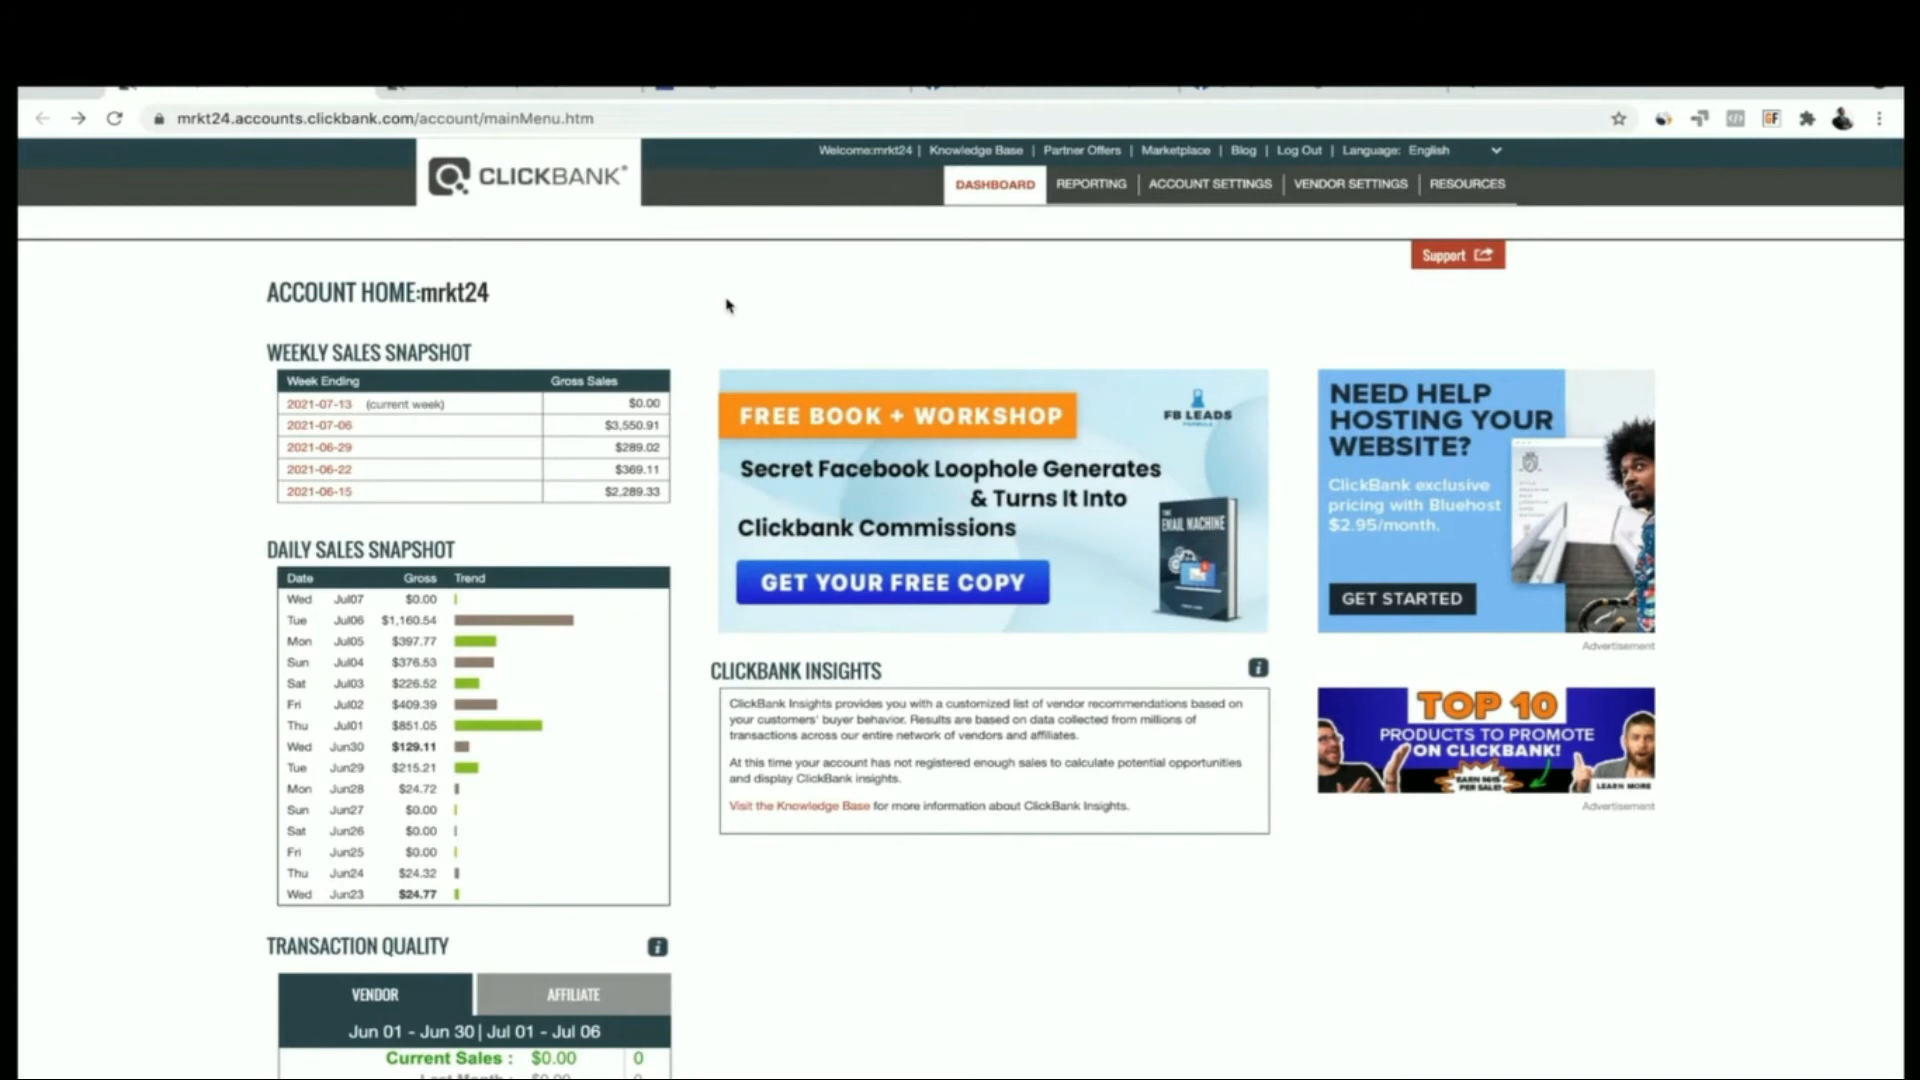 mrkt24.accounts.clickbank.com/account/mainMenu.htm
GF
Welcome:mrkt24 | Knowledge Base | Partner Offers | Marketplace | Blog | Log Out | Language: English
CLICKBANK
DASHBOARD REPORTING ACCOUNT SETTINGS VENDOR SETTINGS RESOURCES
Support
ACCOUNT HOME:mrkt24
WEEKLY SALES SNAPSHOT
Week Ending Gross Sales
2021-07-13 (current week) $0.00
2021-07-06 $3,550.91
2021-06-29 $289.02
2021-06-22 $369.11
2021-06-15 $2,289.33
DAILY SALES SNAPSHOT
Date Gross Trend
Wed Jul07 $0.00
Tue Jul06 $1,160.54
Mon Jul05 $397.77
Sun Jul04 $376.53
Sat Jul03 $226.52
Fri Jul02 $409.39
Thu Jul01 $851.05
Wed Jun30 $129.11
Tue Jun29 $215.21
Mon Jun28 $24.72
Sun Jun27 $0.00
Sat Jun26 $0.00
Fri Jun25 $0.00
Thu Jun24 $24.32
Wed Jun23 $24.77
TRANSACTION QUALITY
VENDOR AFFILIATE
Jun 01 - Jun 30 | Jul 01 - Jul 06
Current Sales : $0.00 0
Last Month : $0.00 0
FREE BOOK + WORKSHOP
FB LEADS
FORMULA
Secret Facebook Loophole Generates
& Turns It Into
Clickbank Commissions
GET YOUR FREE COPY
THE
EMAIL MACHINE
CLICKBANK INSIGHTS
ClickBank Insights provides you with a customized list of vendor recommendations based on
your customers' buyer behavior. Results are based on data collected from millions of
transactions across our entire network of vendors and affiliates.
At this time your account has not registered enough sales to calculate potential opportunities
and display ClickBank insights.
Visit the Knowledge Base for more information about ClickBank Insights.
NEED HELP
HOSTING YOUR
WEBSITE?
ClickBank exclusive
pricing with Bluehost
$2.95/month.
GET STARTED
Advertisement
TOP 10
PRODUCTS TO PROMOTE
ON CLICKBANK!
PER SALE!
LEARN MORE
Advertisement